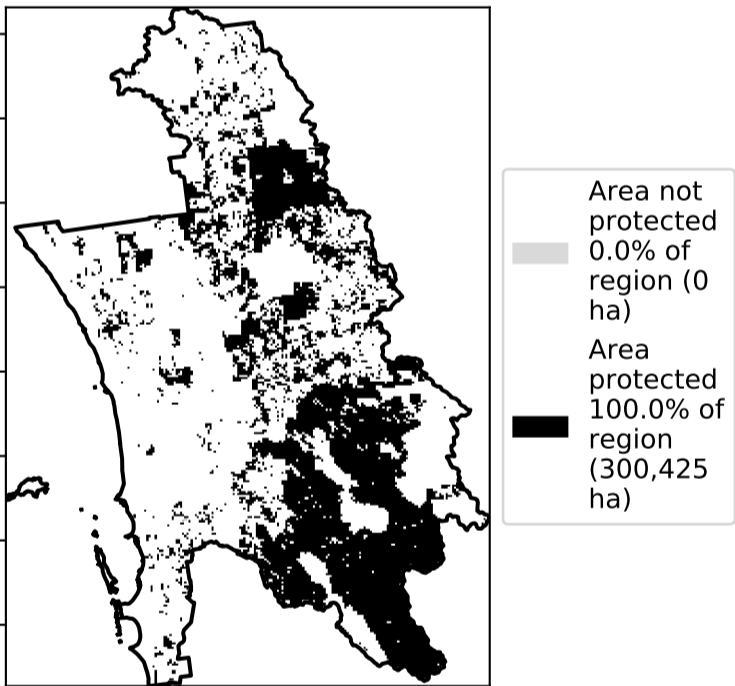 Area not
protected
0.0% of
region (0
ha)
Area
protected
100.0% of
region
(300,425
ha)